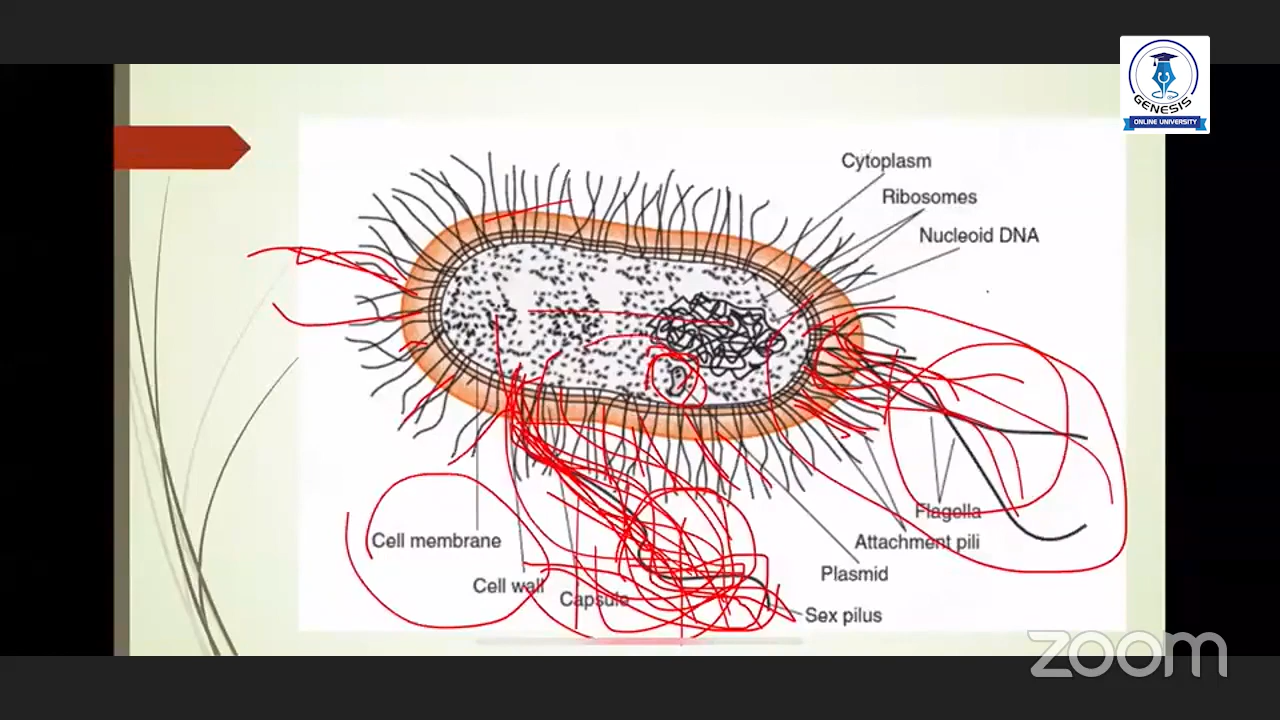 GENESIS
ONLINE UNIVERSITY
Cytoplasm
Ribosomes
Nucleoid DNA
Flagella
Attachment pili
Cell membrane
Plasmid
Cell wall
Capsule
Sex pilus
zoom